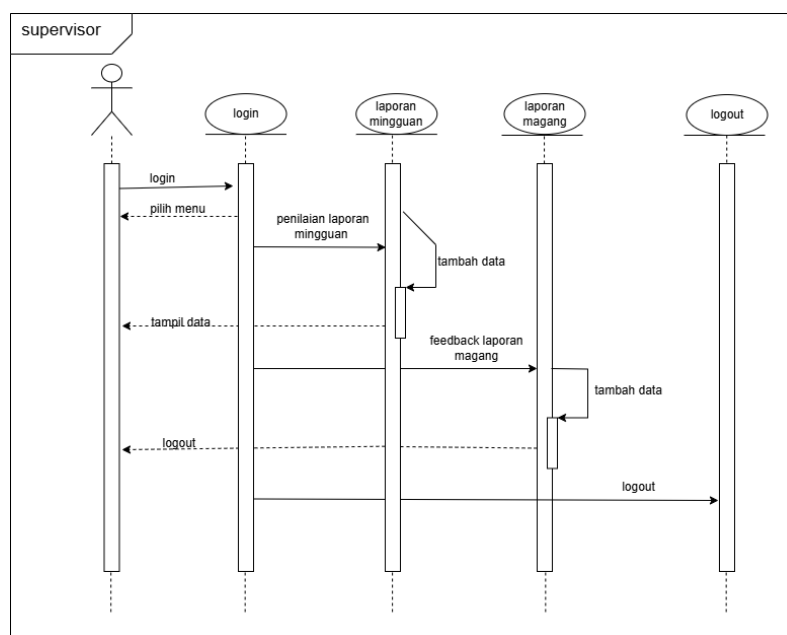 supervisor
login
laporan
mingguan
laporan
magang
logout
login
pilih menu
penilaian laporan
mingguan
tambah data
tampil data
feedback laporan
magang
tambah data
logout
logout